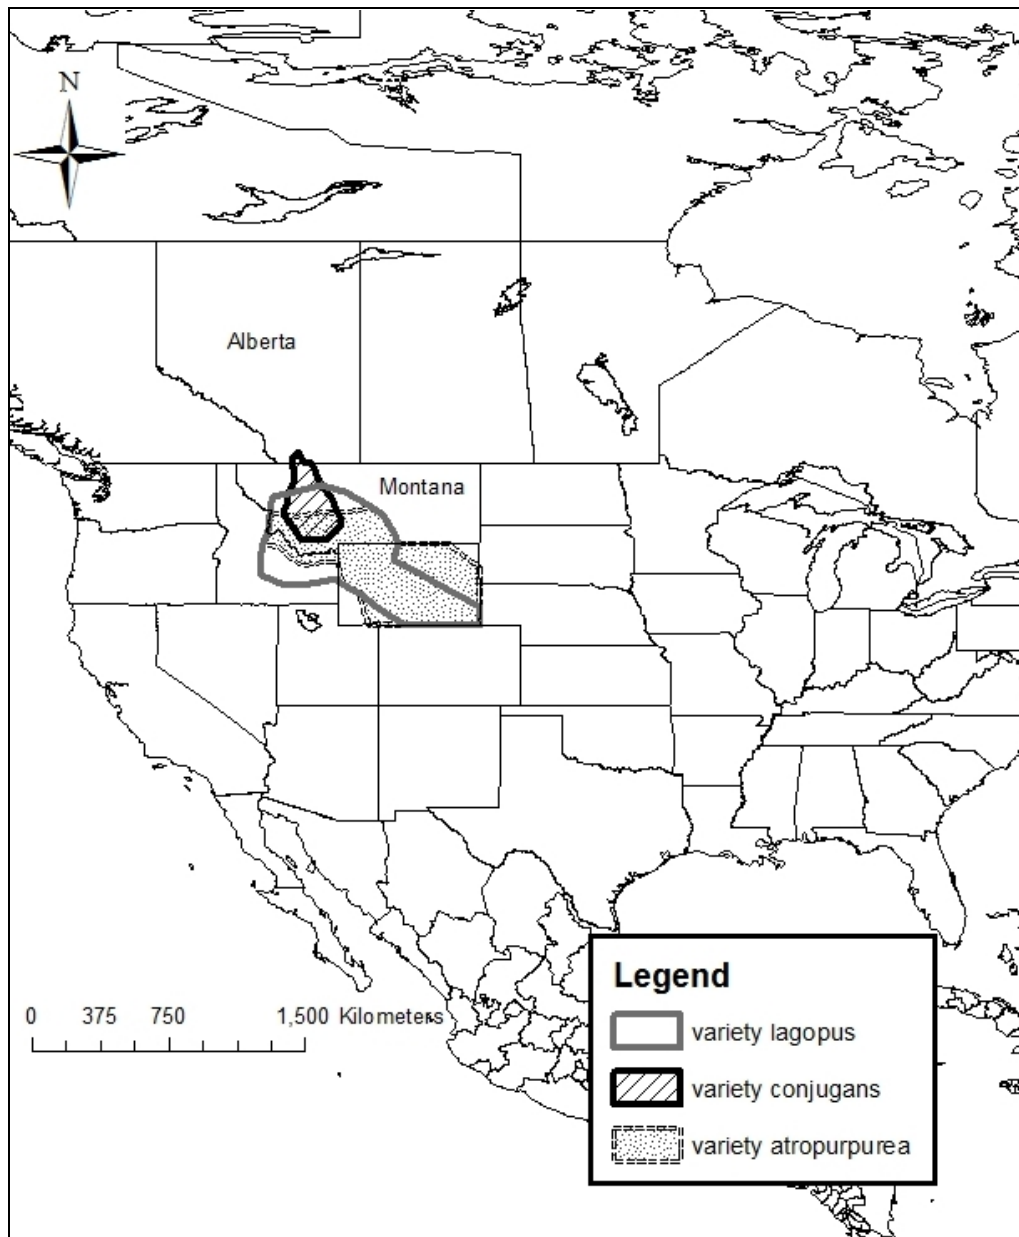 N
Alberta
Montana
Legend
0 375 750 1,500 Kilometers
variety lagopus
variety conjugans
variety atropurpurea